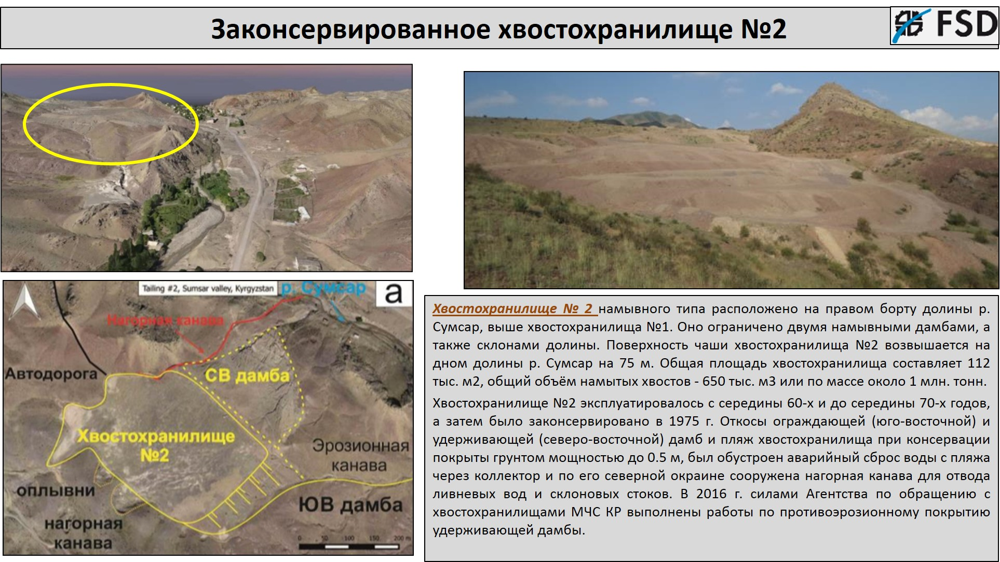 Законсервированное хвостохранилище №2
FSD
Tailing #2, Sumsar valley, Kyrgyzstan
р. Сумсар
a
Нагорная канава
Автодорога
СВ дамба
Хвостохранилище
№2
Эрозионная
канава
оплывни
ЮВ дамба
нагорная
канава
0 50 100 150 200 m
Хвостохранилище № 2 намывного типа расположено на правом борту долины р.
Сумсар, выше хвостохранилища №1. Оно ограничено двумя намывными дамбами, а
также склонами долины. Поверхность чаши хвостохранилища №2 возвышается на
дном долины р. Сумсар на 75 м. Общая площадь хвостохранилища составляет 112
тыс. м2, общий объём намытых хвостов - 650 тыс. м3 или по массе около 1 млн. тонн.
Хвостохранилище №2 эксплуатировалось с середины 60-х и до середины 70-х годов,
а затем было законсервировано в 1975 г. Откосы ограждающей (юго-восточной) и
удерживающей (северо-восточной) дамб и пляж хвостохранилища при консервации
покрыты грунтом мощностью до 0.5 м, был обустроен аварийный сброс воды с пляжа
через коллектор и по его северной окраине сооружена нагорная канава для отвода
ливневых вод и склоновых стоков. В 2016 г. силами Агентства по обращению с
хвостохранилищами МЧС КР выполнены работы по противоэрозионному покрытию
удерживающей дамбы.